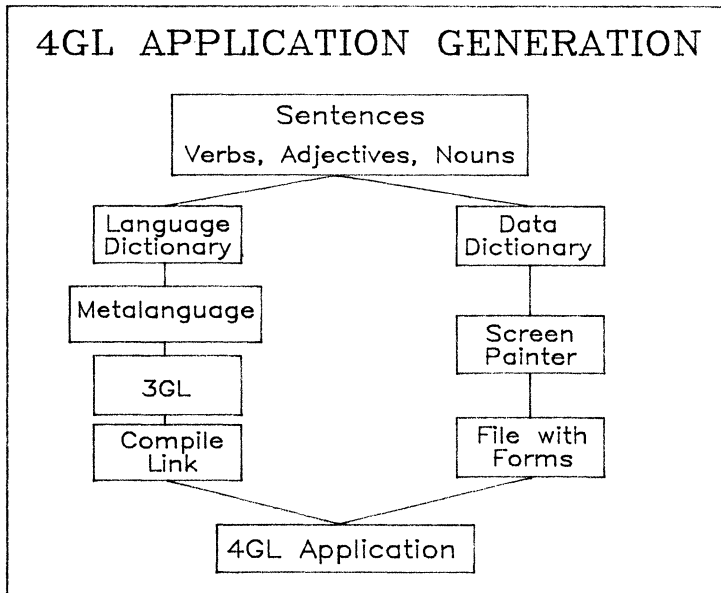 4GL APPLICATION GENERATION
Sentences
Verbs, Adjectives, Nouns
Language
Dictionary
Metalanguage
3GL
Compile
Link
Data
Dictionary
Screen
Painter
File with
Forms
4GL Application